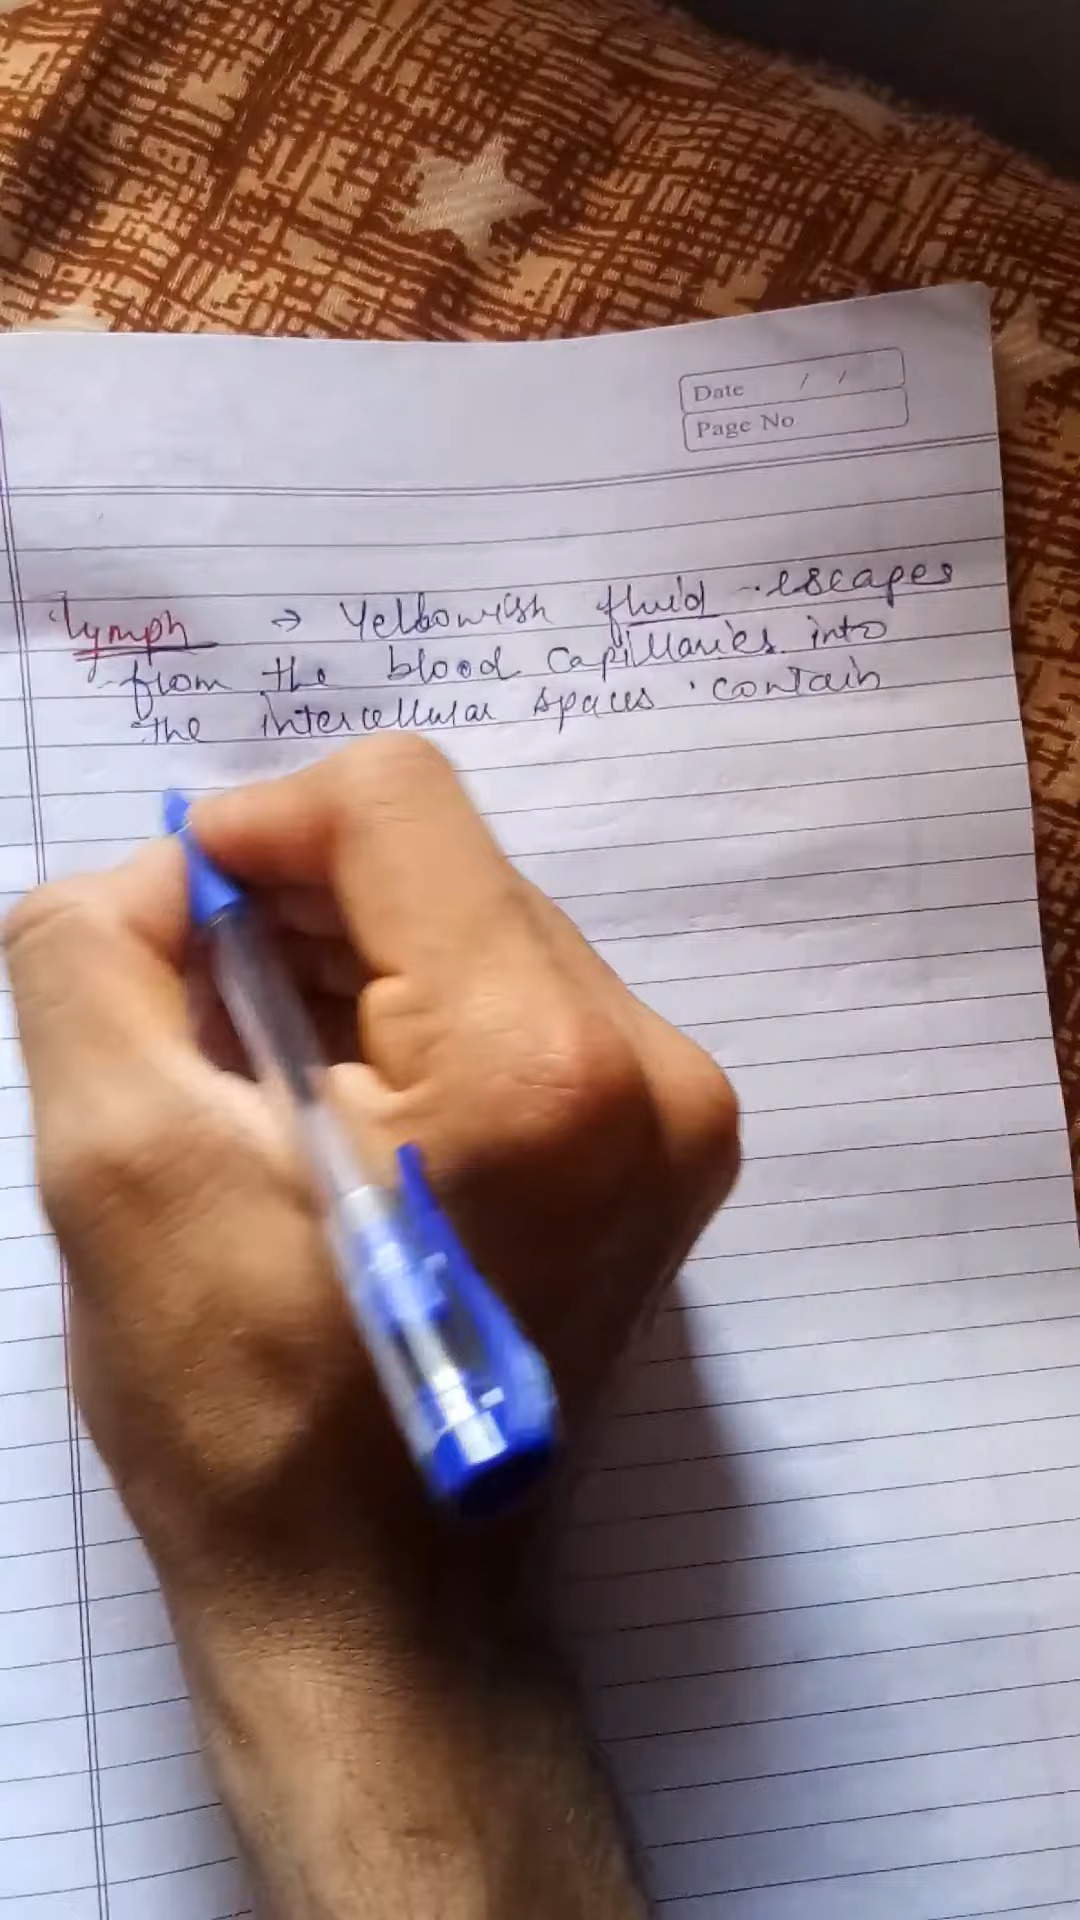 Date / /
Page No
Lymph → Yellowish fluid escapes
from the blood capillaries into
the intercellular spaces . contain